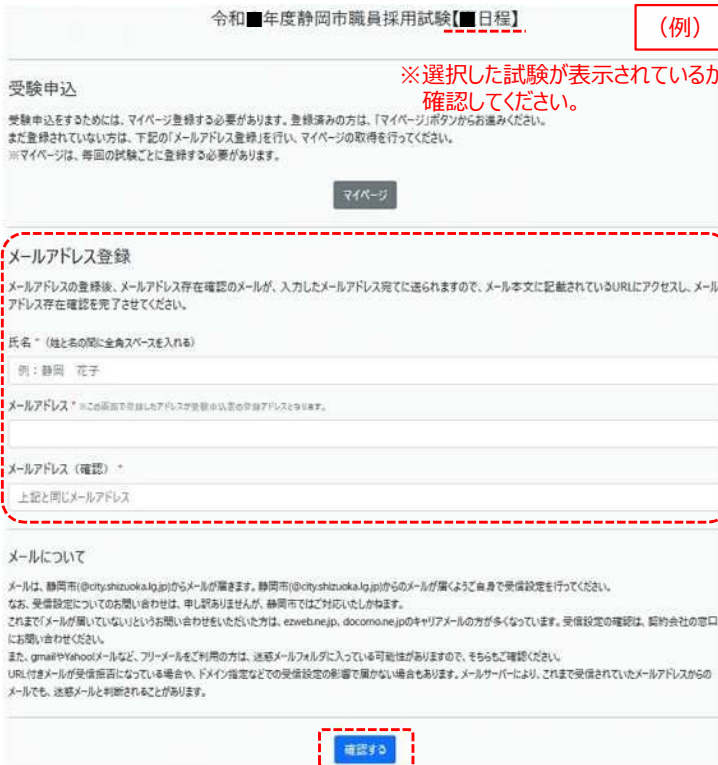 令和■年度静岡市職員採用試験【■日程】
（例）
※選択した試験が表示されているか
確認してください。
受験申込
受験申込をするためには、マイページ登録する必要があります。登録済みの方は、「マイページ」ボタンからお進みください。
まだ登録されていない方は、下記の「メールアドレス登録」を行い、マイページの取得を行ってください。
※マイページは、毎回の試験ごとに登録する必要があります。
マイページ
メールアドレス登録
メールアドレスの登録後、メールアドレス存在確認のメールが、入力したメールアドレス宛てに送られますので、メール本文に記載されているURLにアクセスし、メール
アドレス存在確認を完了させてください。
氏名 *（姓と名の間に全角スペースを入れる）
例：静岡　花子
メールアドレス * ※この画面で登録したアドレスが受験申込書の登録アドレスとなります。
メールアドレス（確認） *
上記と同じメールアドレス
メールについて
メールは、静岡市(@city.shizuoka.lg.jp)からメールが届きます。静岡市(@city.shizuoka.lg.jp)からのメールが届くようご自身で受信設定を行ってください。
なお、受信設定についてのお問い合わせは、申し訳ありませんが、静岡市ではご対応いたしかねます。
これまで「メールが届いていない」というお問い合わせをいただいた方は、ezweb.ne.jp、docomo.ne.jpのキャリアメールの方が多くなっています。受信設定の確認は、契約会社の窓口
にお問い合わせください。
また、gmailやYahoo!メールなど、フリーメールをご利用の方は、迷惑メールフォルダに入っている可能性がありますので、そちらもご確認ください。
URL付きメールが受信拒否になっている場合や、ドメイン指定などでの受信設定の影響で届かない場合もあります。メールサーバーにより、これまで受信されていたメールアドレスからの
メールでも、迷惑メールと判断されることがあります。
確認する